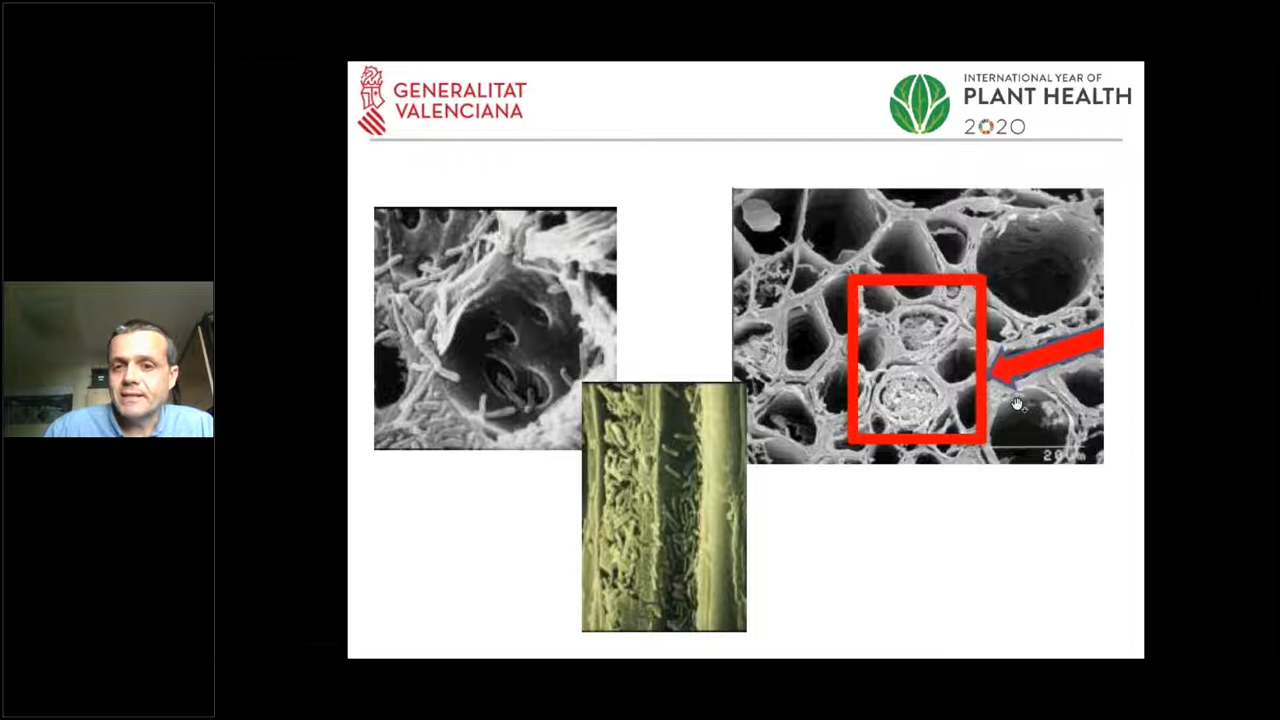 GENERALITAT
VALENCIANA
INTERNATIONAL YEAR OF
PLANT HEALTH
2020